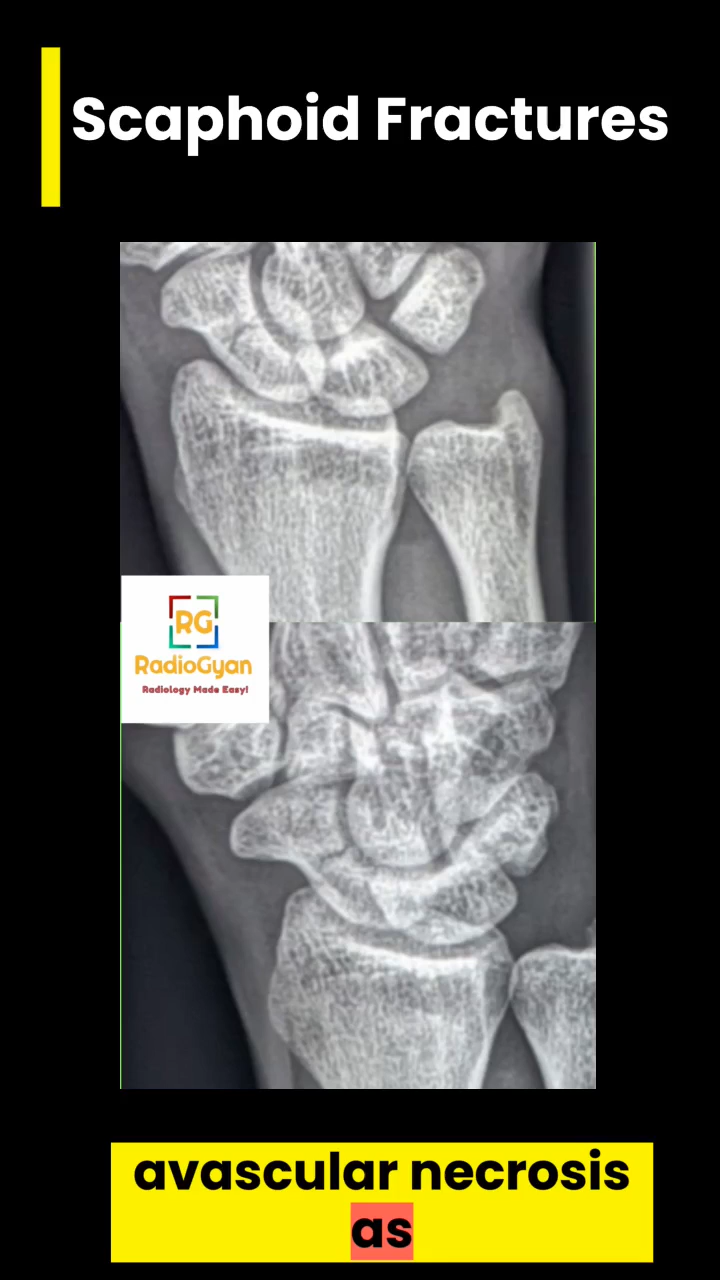 Scaphoid Fractures
RG
RadioGyan
Radiology Made Easy!
avascular necrosis
as